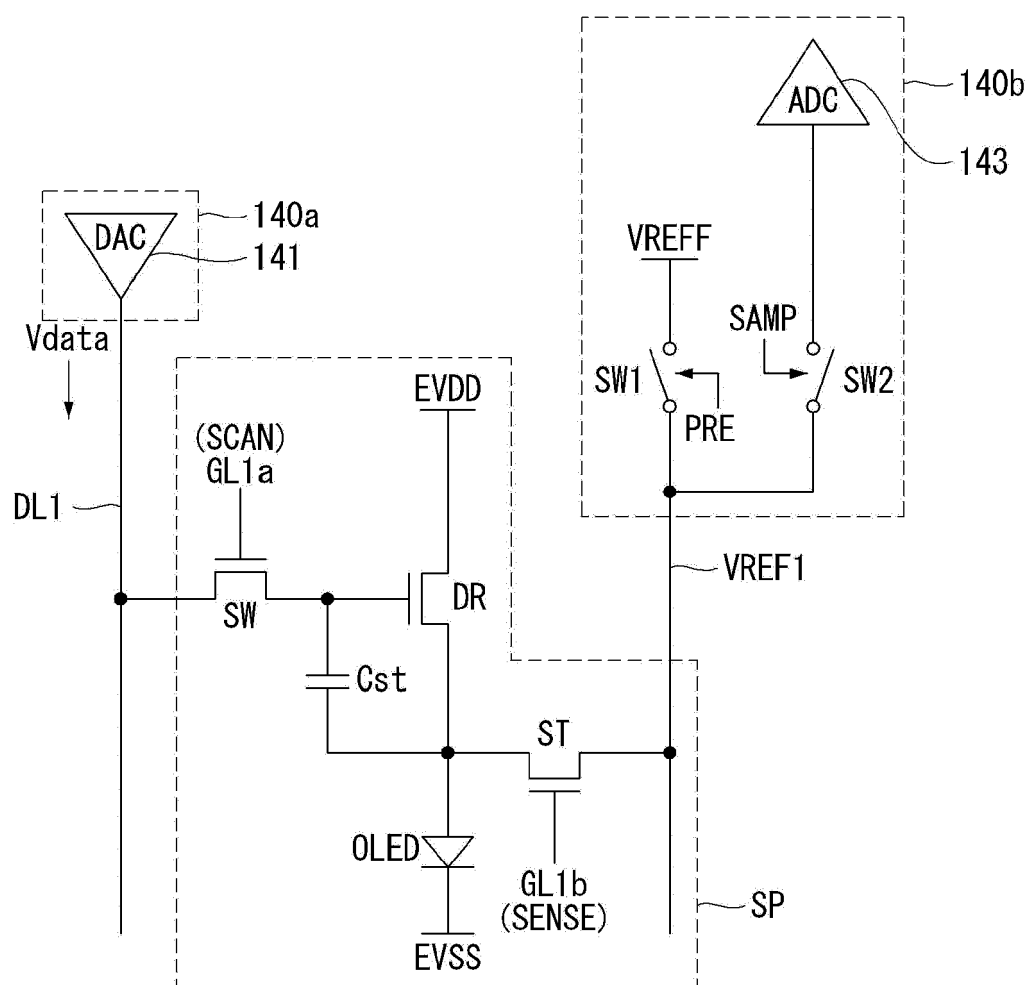 ADC
140b
143
DAC
140a
141
VREFF
Vdata
SAMP
SW1
SW2
PRE
EVDD
(SCAN)
GL1a
DL1
VREF1
SW
DR
Cst
ST
OLED
GL1b
(SENSE)
SP
EVSS